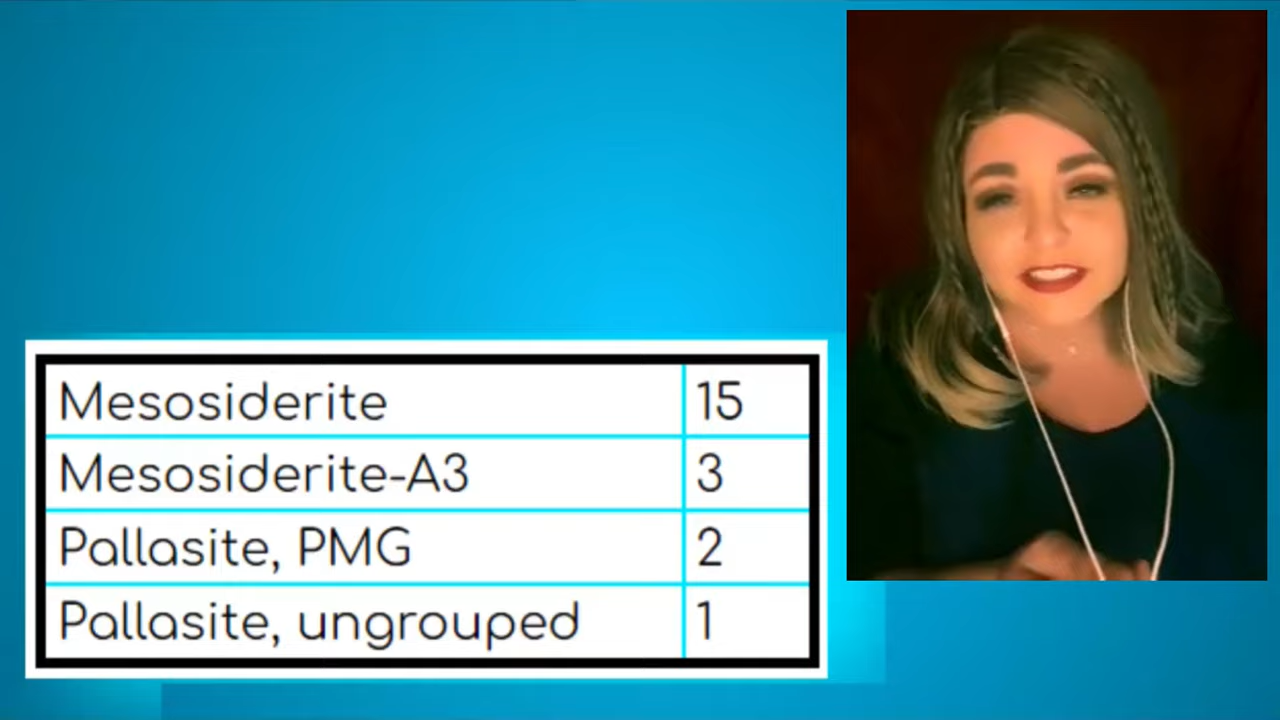 Mesosiderite 15
Mesosiderite-A3 3
Pallasite, PMG 2
Pallasite, ungrouped 1